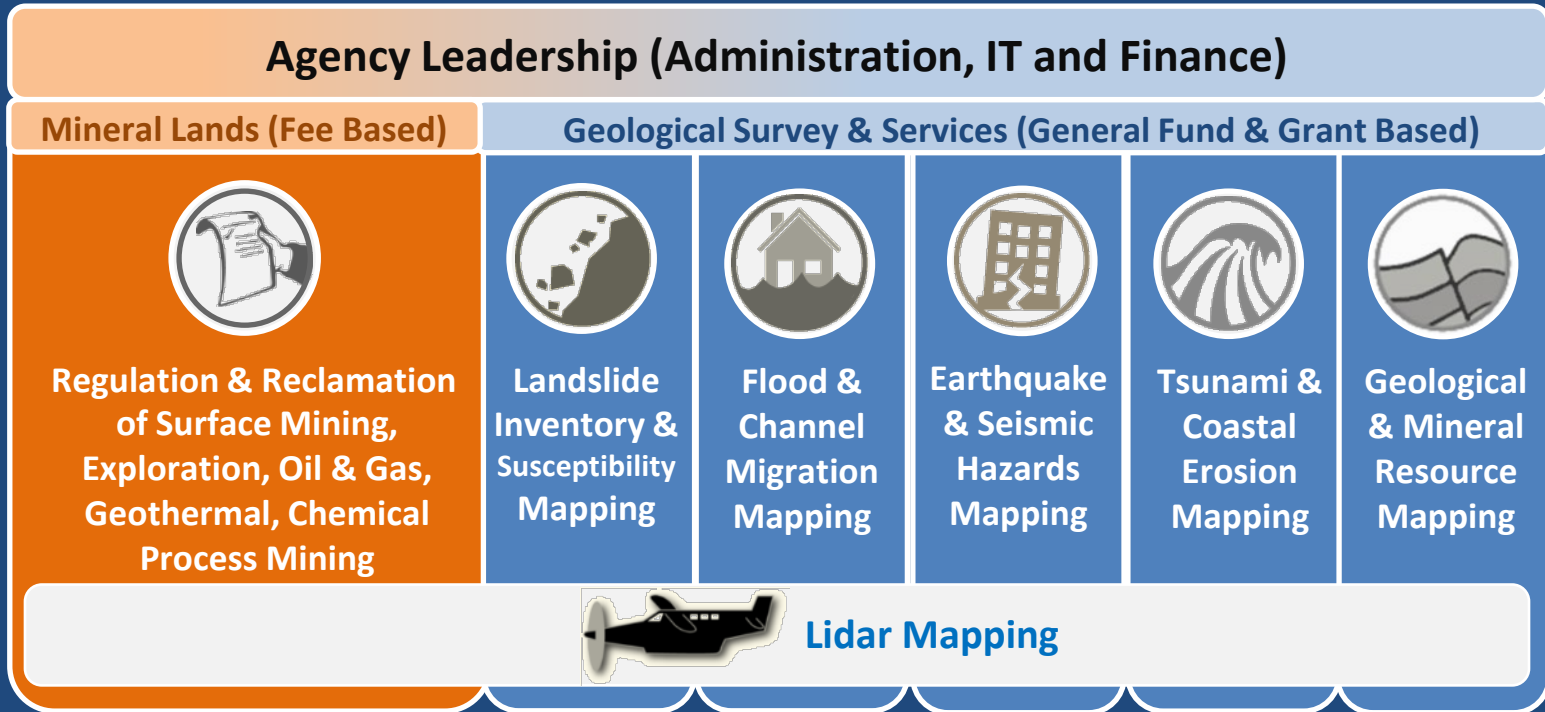 Agency Leadership (Administration, IT and Finance)
Mineral Lands (Fee Based)
Geological Survey & Services (General Fund & Grant Based)
Regulation & Reclamation
of Surface Mining,
Exploration, Oil & Gas,
Geothermal, Chemical
Process Mining
Landslide
Inventory &
Susceptibility
Mapping
Flood &
Channel
Migration
Mapping
Earthquake
& Seismic
Hazards
Mapping
Tsunami &
Coastal
Erosion
Mapping
Geological
& Mineral
Resource
Mapping
Lidar Mapping